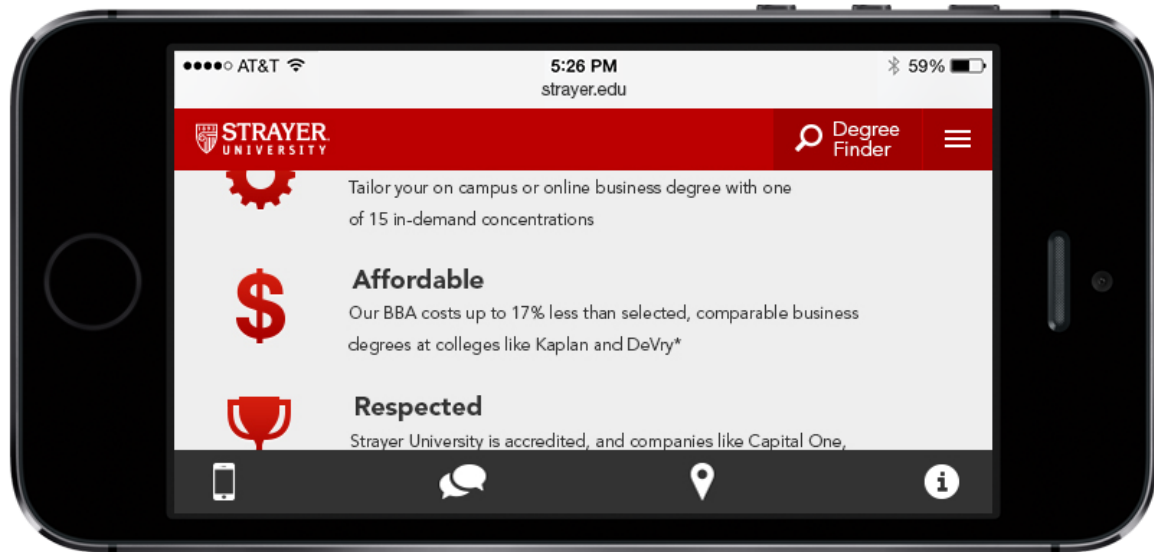 AT&T 5:26 PM 59%
strayer.edu
STRAYER
UNIVERSITY
Degree
Finder
Tailor your on campus or online business degree with one
of 15 in-demand concentrations
Affordable
Our BBA costs up to 17% less than selected, comparable business
degrees at colleges like Kaplan and DeVry*
Respected
Strayer University is accredited, and companies like Capital One,